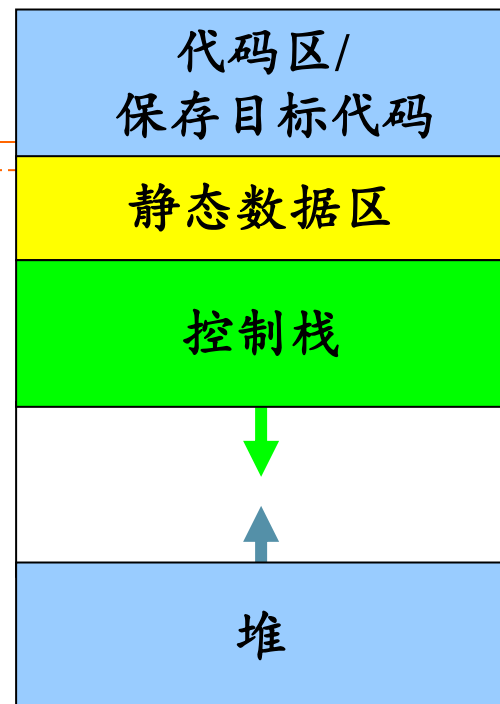 代码区/
保存目标代码
静态数据区
控制栈
堆